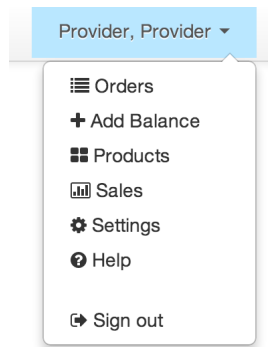 Provider, Provider
Orders
Add Balance
Products
Sales
Settings
Help
Sign out